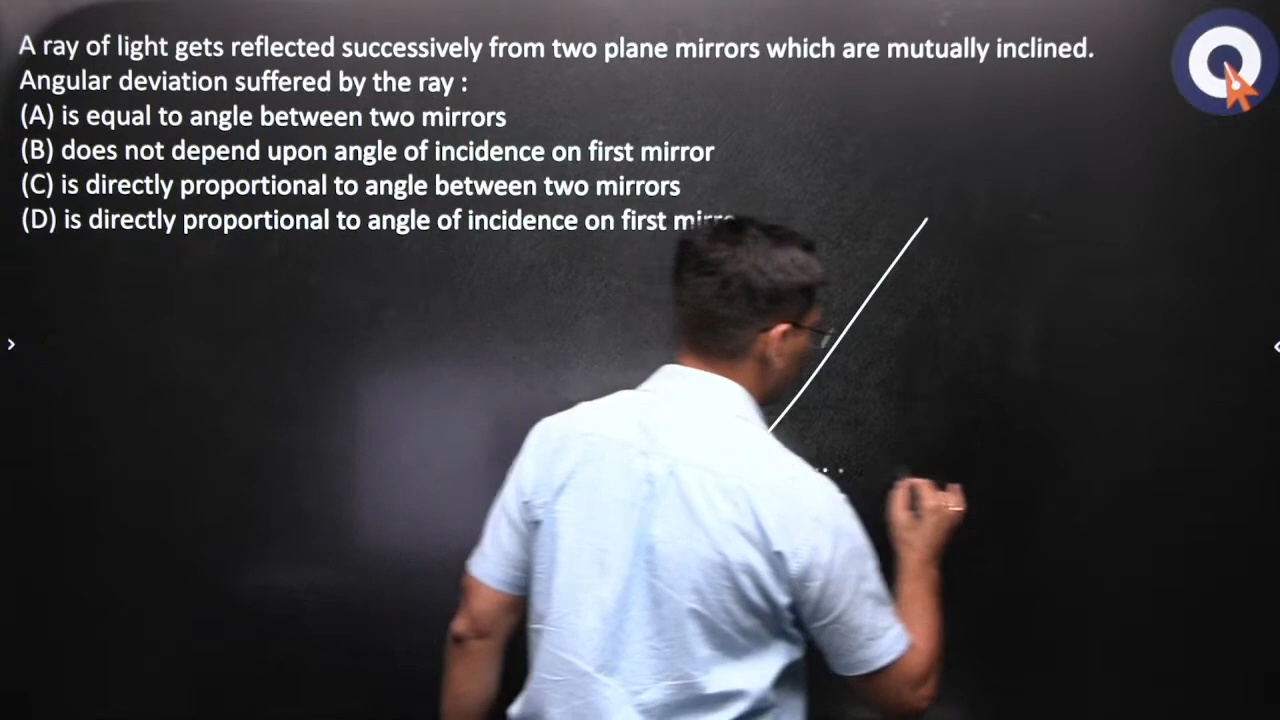 A ray of light gets reflected successively from two plane mirrors which are mutually inclined.
Angular deviation suffered by the ray :
(A) is equal to angle between two mirrors
(B) does not depend upon angle of incidence on first mirror
(C) is directly proportional to angle between two mirrors
(D) is directly proportional to angle of incidence on first